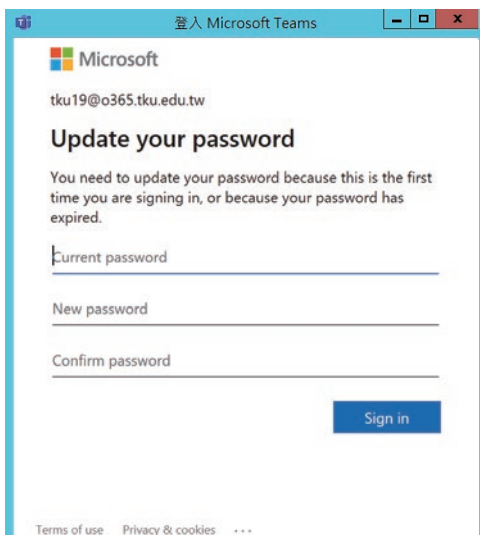 登入 Microsoft Teams
Microsoft
tku19@o365.tku.edu.tw
Update your password
You need to update your password because this is the first
time you are signing in, or because your password has
expired.
Current password
New password
Confirm password
Sign in
Terms of use Privacy & cookies ...